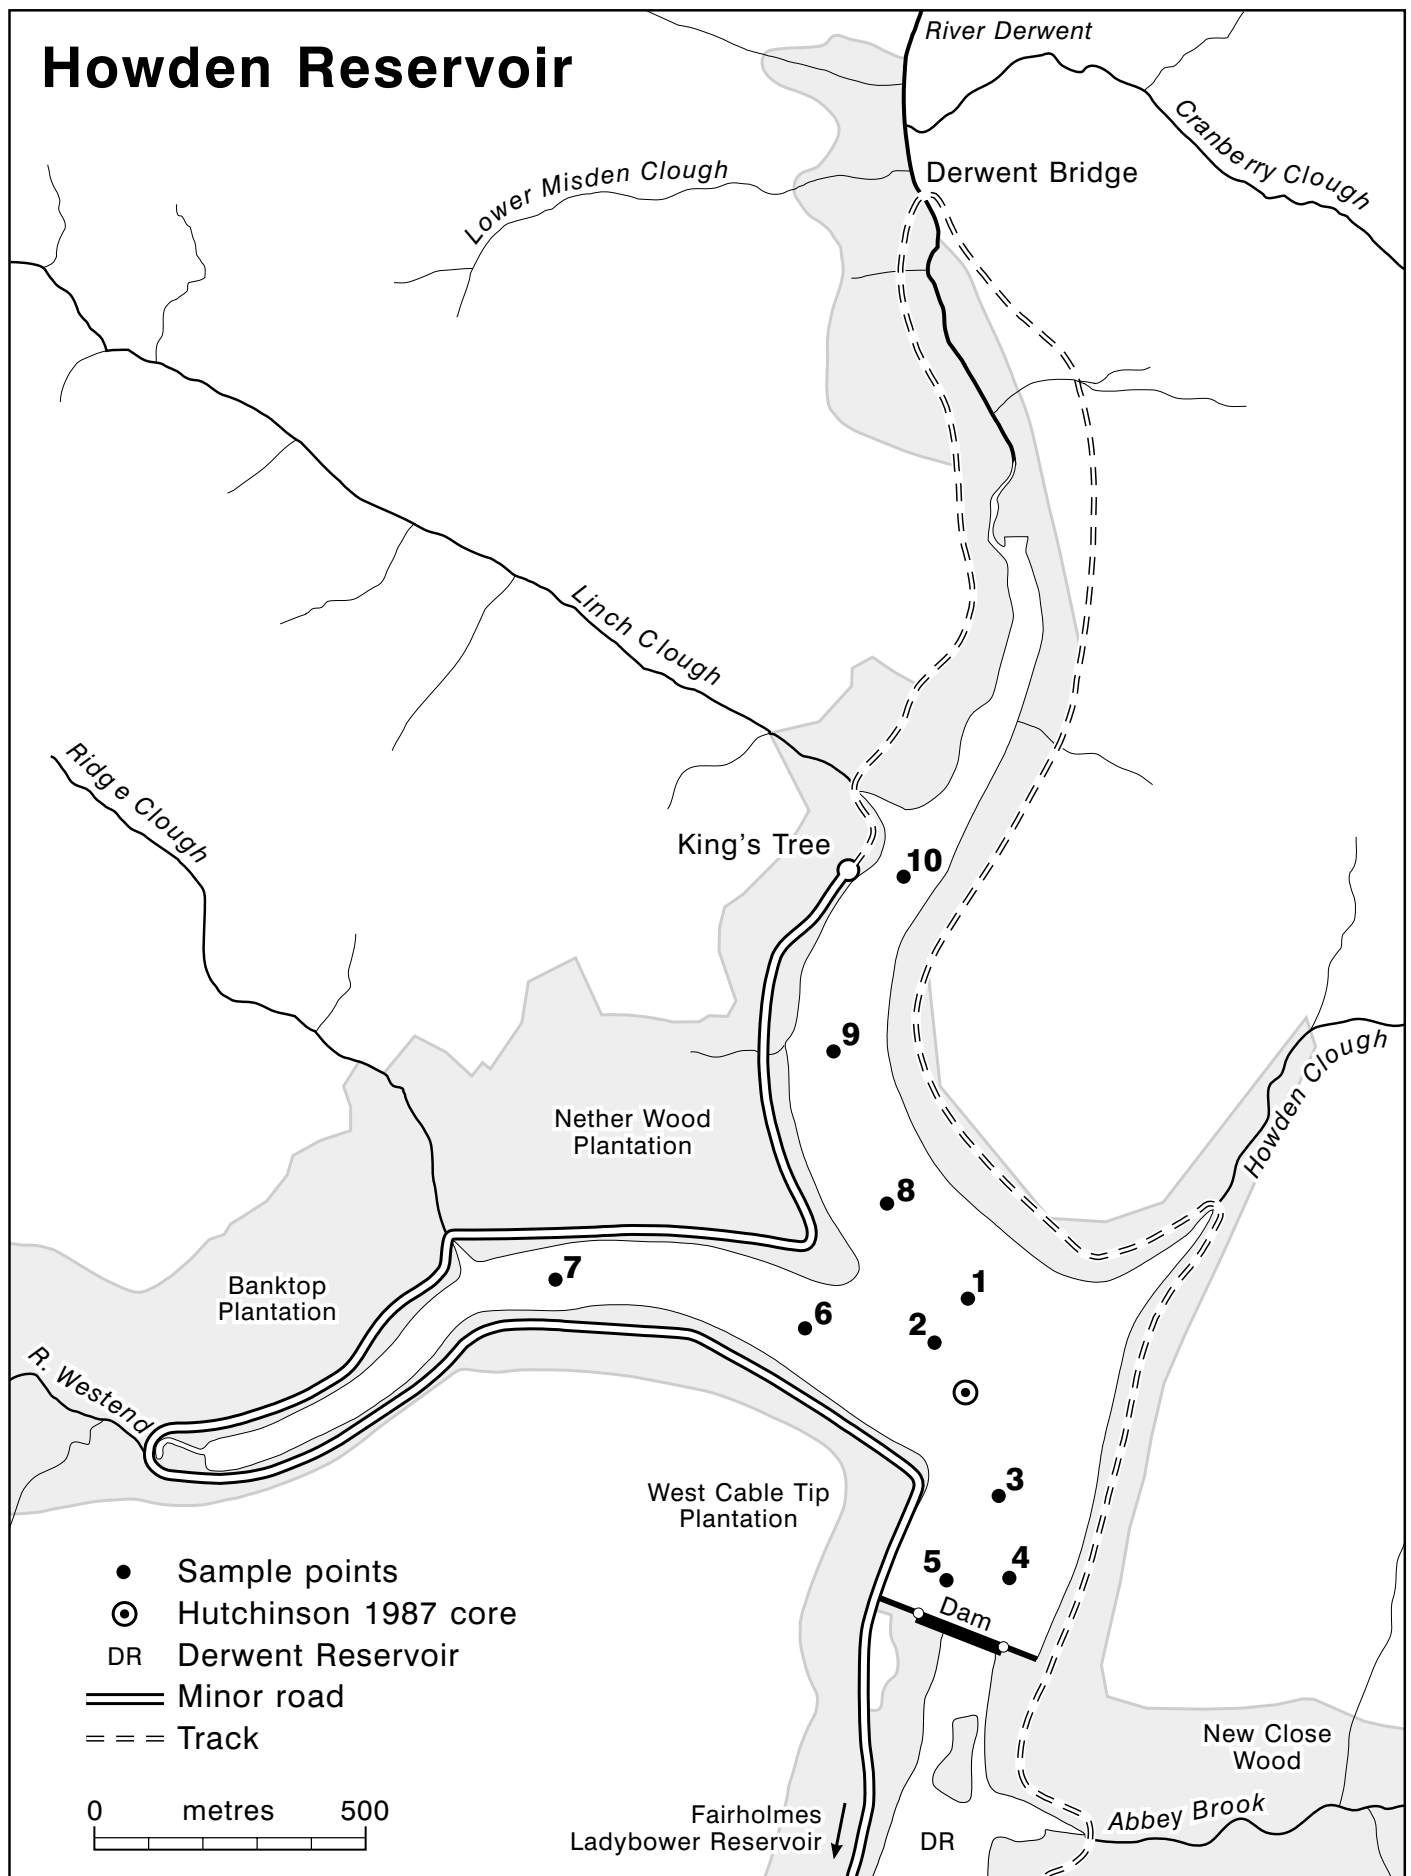 River Derwent
Howden Reservoir
Cranberry Clough
Lower Misden Clough
Derwent Bridge
Linch Clough
Ridge Clough
King's Tree
10
9
Howden Clough
Nether Wood
Plantation
8
7
1
Banktop
Plantation
6
2
R. Westend
3
West Cable Tip
Plantation
5
4
Dam
Sample points
Hutchinson 1987 core
DR Derwent Reservoir
Minor road
Track
New Close
Wood
0 metres 500
Fairholmes
Ladybower Reservoir
DR
Abbey Brook